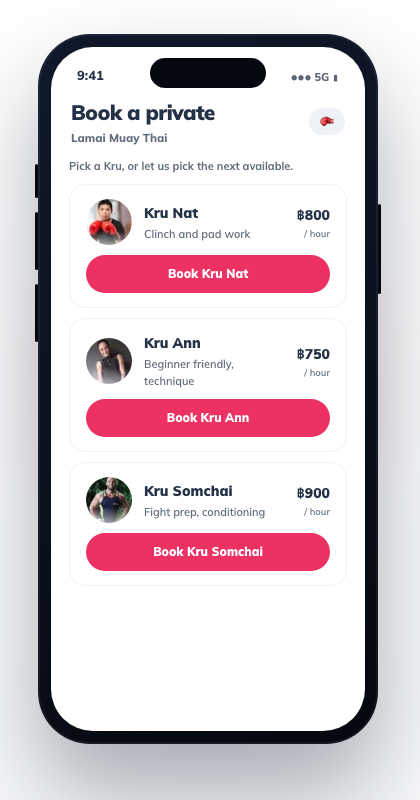 9:41
5G
Book a private
Lamai Muay Thai
Pick a Kru, or let us pick the next available.
Kru Nat
฿800
Clinch and pad work
/ hour
Book Kru Nat
Kru Ann
฿750
Beginner friendly,
technique
/ hour
Book Kru Ann
Kru Somchai
฿900
Fight prep, conditioning
/ hour
Book Kru Somchai